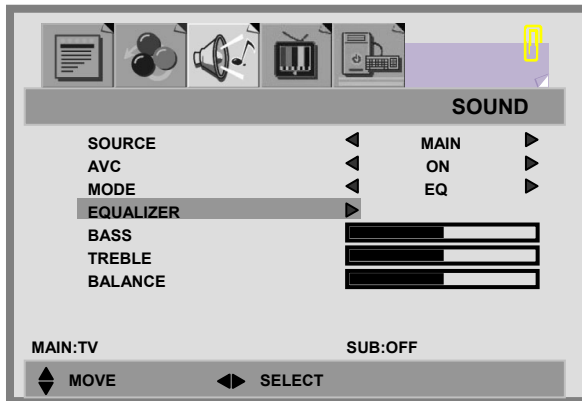 SOUND
SOURCE MAIN
AVC ON
MODE EQ
EQUALIZER
BASS
TREBLE
BALANCE
MAIN:TV SUB:OFF
MOVE SELECT